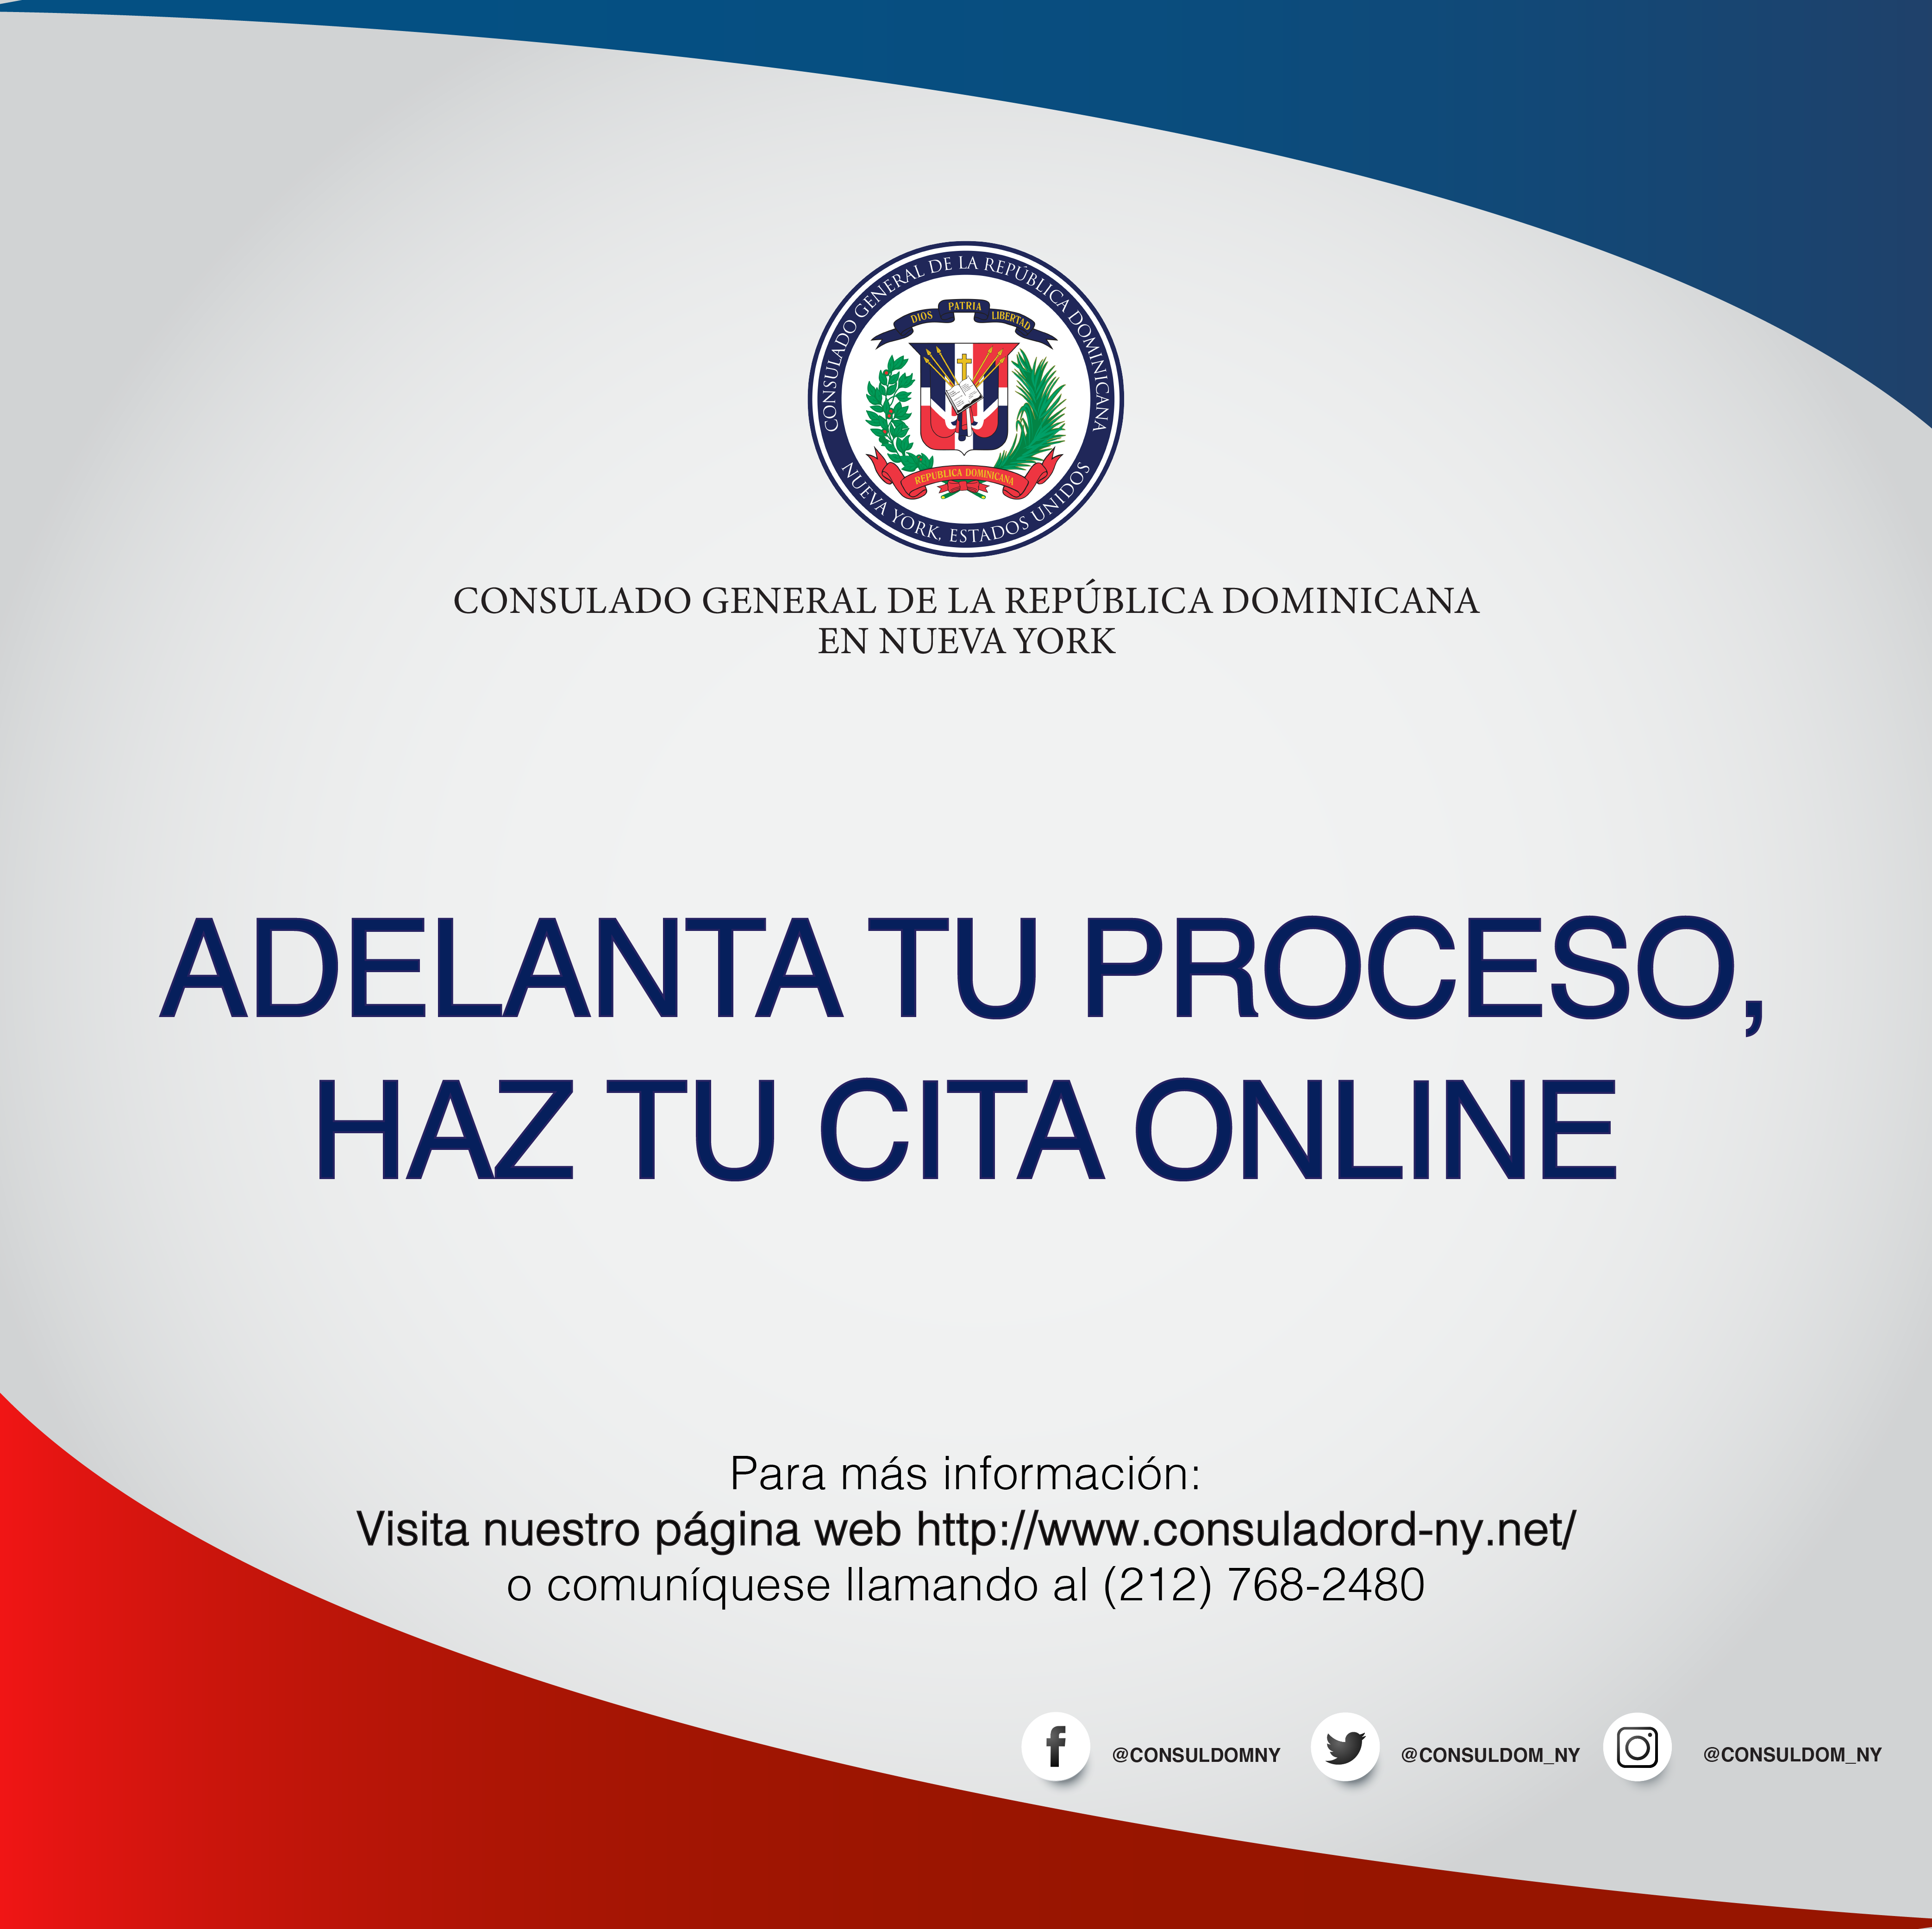 CONSULADO GENERAL DE LA REPÚBLICA DOMINICANA
DIOS PATRIA LIBERTAD
REPUBLICA DOMINICANA
NUEVA YORK, ESTADOS UNIDOS
CONSULADO GENERAL DE LA REPÚBLICA DOMINICANA
EN NUEVA YORK
ADELANTA TU PROCESO,
HAZ TU CITA ONLINE
Para más información:
Visita nuestro página web http://www.consuladord-ny.net/
o comuníquese llamando al (212) 768-2480
@CONSULDOMNY @CONSULDOM_NY @CONSULDOM_NY